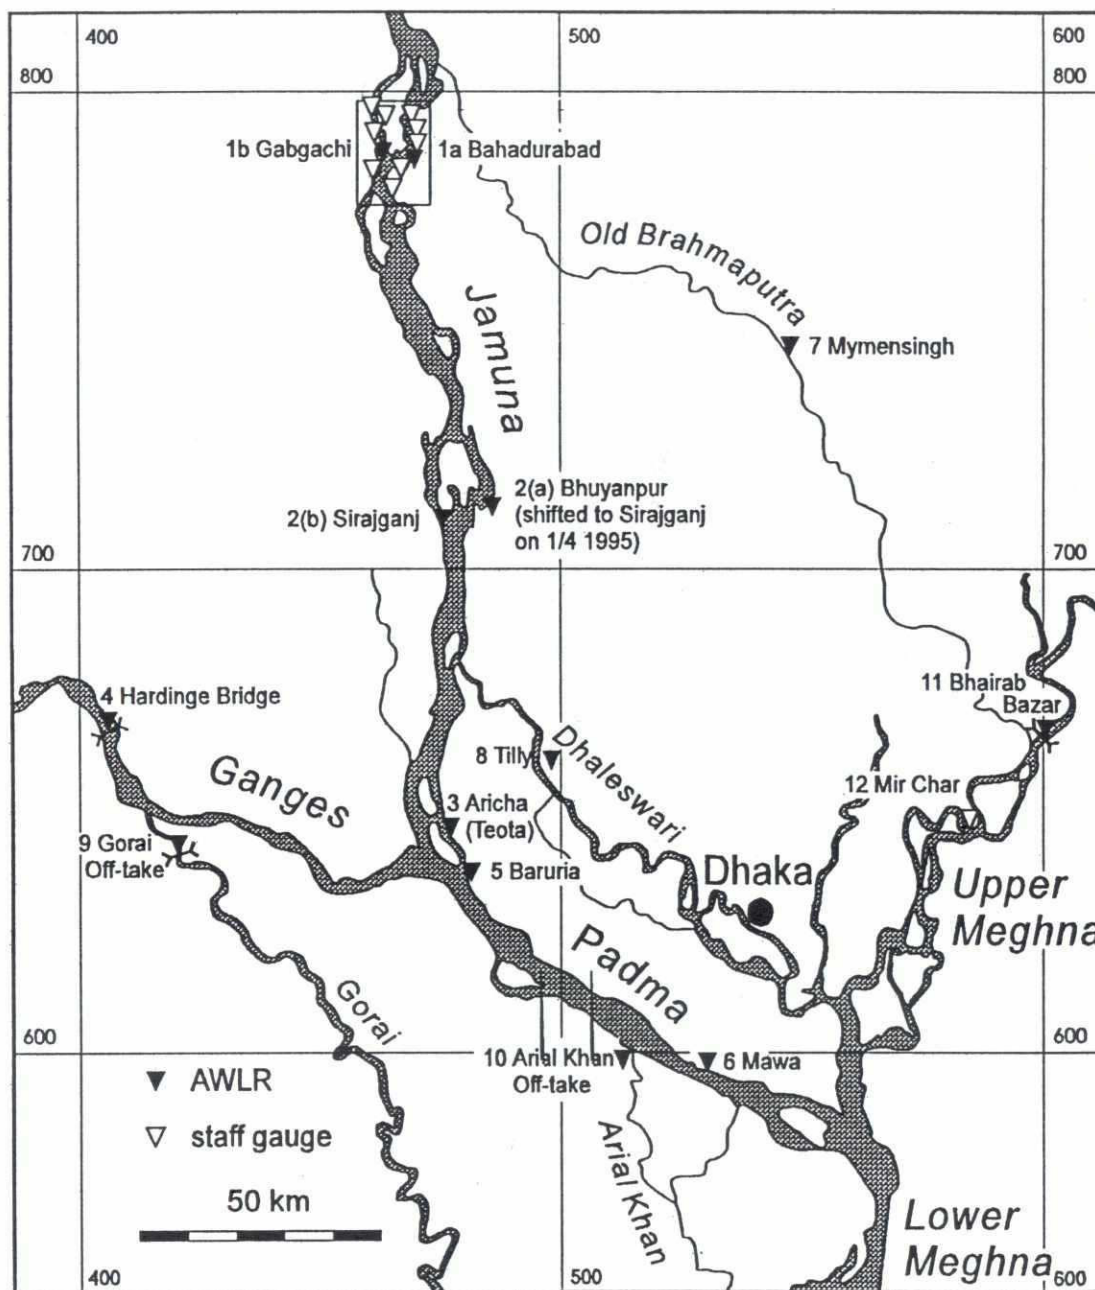 400
500
600
800
800
1b Gabgachi
1a Bahadurabad
Old Brahmaputra
Jamuna
7 Mymensingh
2(a) Bhuyanpur
(shifted to Sirajganj
on 1/4 1995)
2(b) Sirajganj
700
700
11 Bhairab
Bazar
4 Hardinge Bridge
Ganges
8 Tilly
Dhaleswari
12 Mir Char
3 Aricha
(Teota)
9 Gorai
Off-take
5 Baruria
Dhaka
Upper
Meghna
Padma
Gorai
600
600
10 Arial Khan
Off-take
6 Mawa
AWLR
staff gauge
Arial Khan
50 km
Lower
Meghna
400
500
600